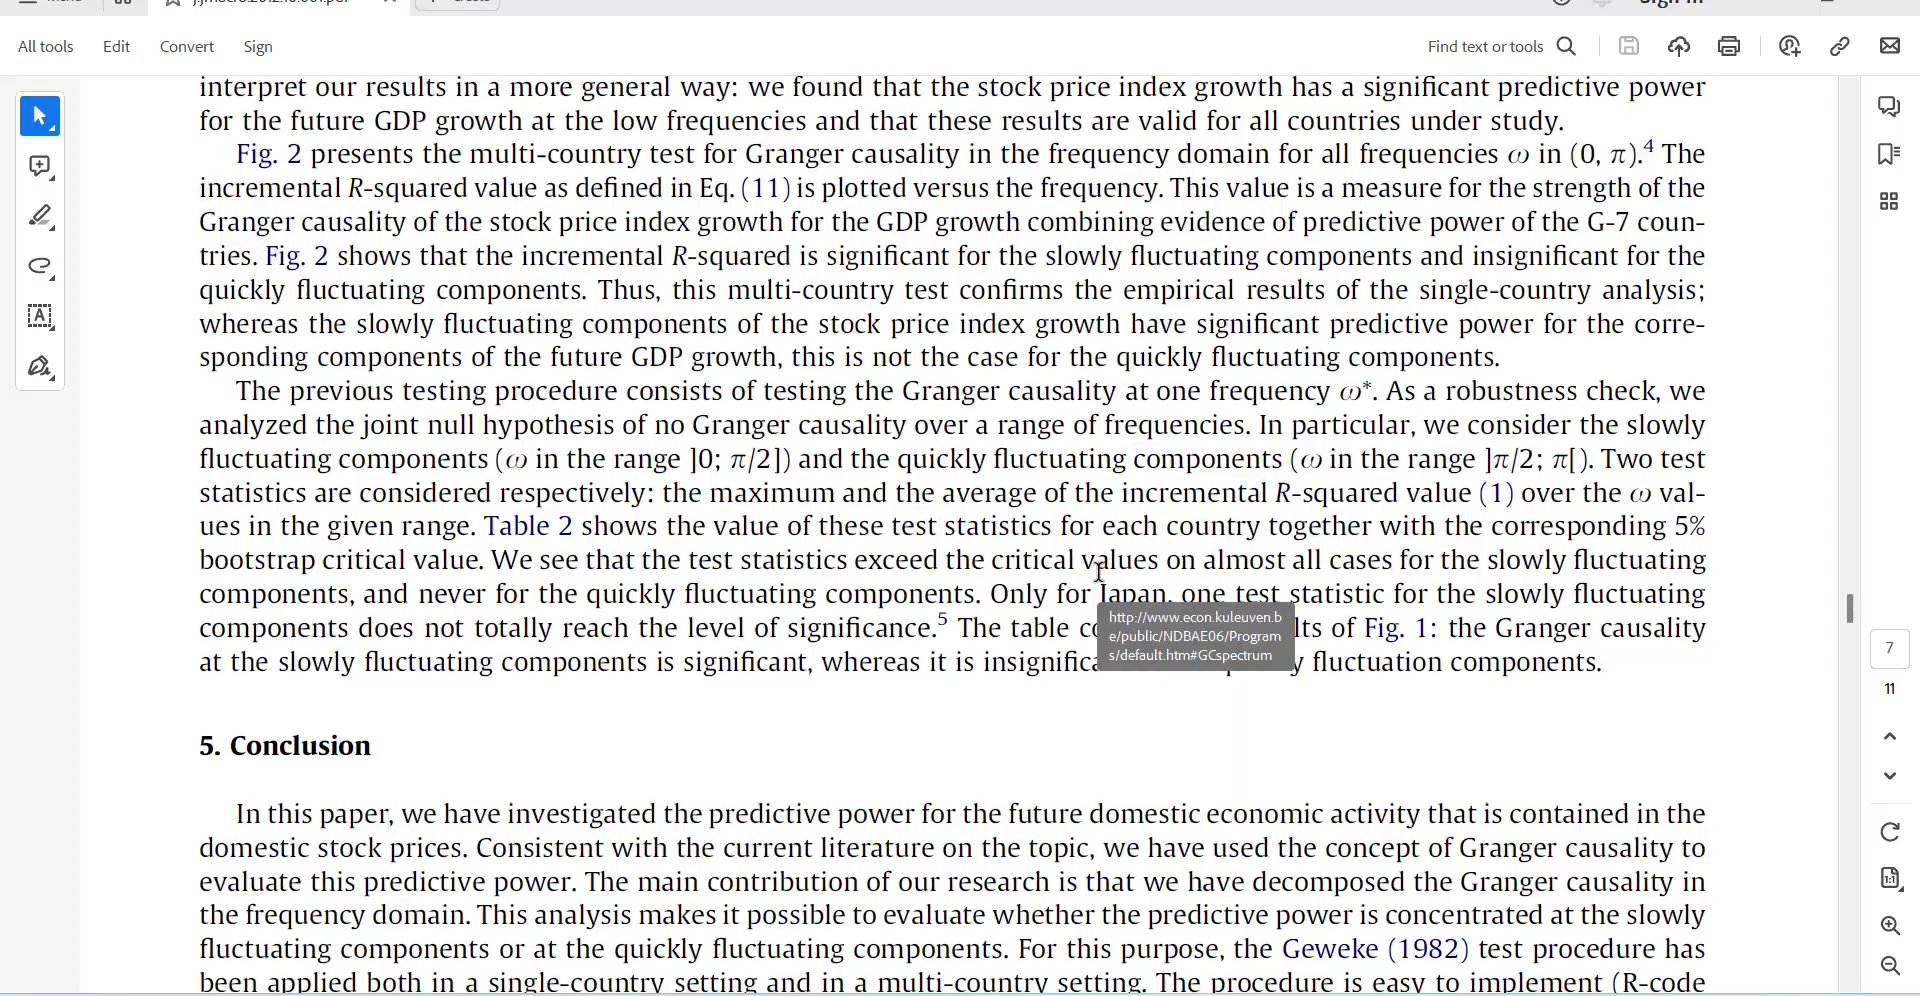 All tools Edit Convert Sign Find text or tools
interpret our results in a more general way: we found that the stock price index growth has a significant predictive power
for the future GDP growth at the low frequencies and that these results are valid for all countries under study.
Fig. 2 presents the multi-country test for Granger causality in the frequency domain for all frequencies ω in (0, π).4 The
incremental R-squared value as defined in Eq. (11) is plotted versus the frequency. This value is a measure for the strength of the
Granger causality of the stock price index growth for the GDP growth combining evidence of predictive power of the G-7 coun-
tries. Fig. 2 shows that the incremental R-squared is significant for the slowly fluctuating components and insignificant for the
quickly fluctuating components. Thus, this multi-country test confirms the empirical results of the single-country analysis;
whereas the slowly fluctuating components of the stock price index growth have significant predictive power for the corre-
sponding components of the future GDP growth, this is not the case for the quickly fluctuating components.
The previous testing procedure consists of testing the Granger causality at one frequency ω*. As a robustness check, we
analyzed the joint null hypothesis of no Granger causality over a range of frequencies. In particular, we consider the slowly
fluctuating components (ω in the range ]0; π/2]) and the quickly fluctuating components (ω in the range ]π/2; π[). Two test
statistics are considered respectively: the maximum and the average of the incremental R-squared value (1) over the ω val-
ues in the given range. Table 2 shows the value of these test statistics for each country together with the corresponding 5%
bootstrap critical value. We see that the test statistics exceed the critical values on almost all cases for the slowly fluctuating
components, and never for the quickly fluctuating components. Only for Japan, one test statistic for the slowly fluctuating
components does not totally reach the level of significance.5 The table of Fig. 1: the Granger causality
at the slowly fluctuating components is significant, whereas it is fluctuation components.
http://www.econ.kuleuven.b
e/public/NDBAE06/Program
s/default.htm#GCspectrum
5. Conclusion
In this paper, we have investigated the predictive power for the future domestic economic activity that is contained in the
domestic stock prices. Consistent with the current literature on the topic, we have used the concept of Granger causality to
evaluate this predictive power. The main contribution of our research is that we have decomposed the Granger causality in
the frequency domain. This analysis makes it possible to evaluate whether the predictive power is concentrated at the slowly
fluctuating components or at the quickly fluctuating components. For this purpose, the Geweke (1982) test procedure has
been applied both in a single-country setting and in a multi-country setting. The procedure is easy to implement (R-code
7
11